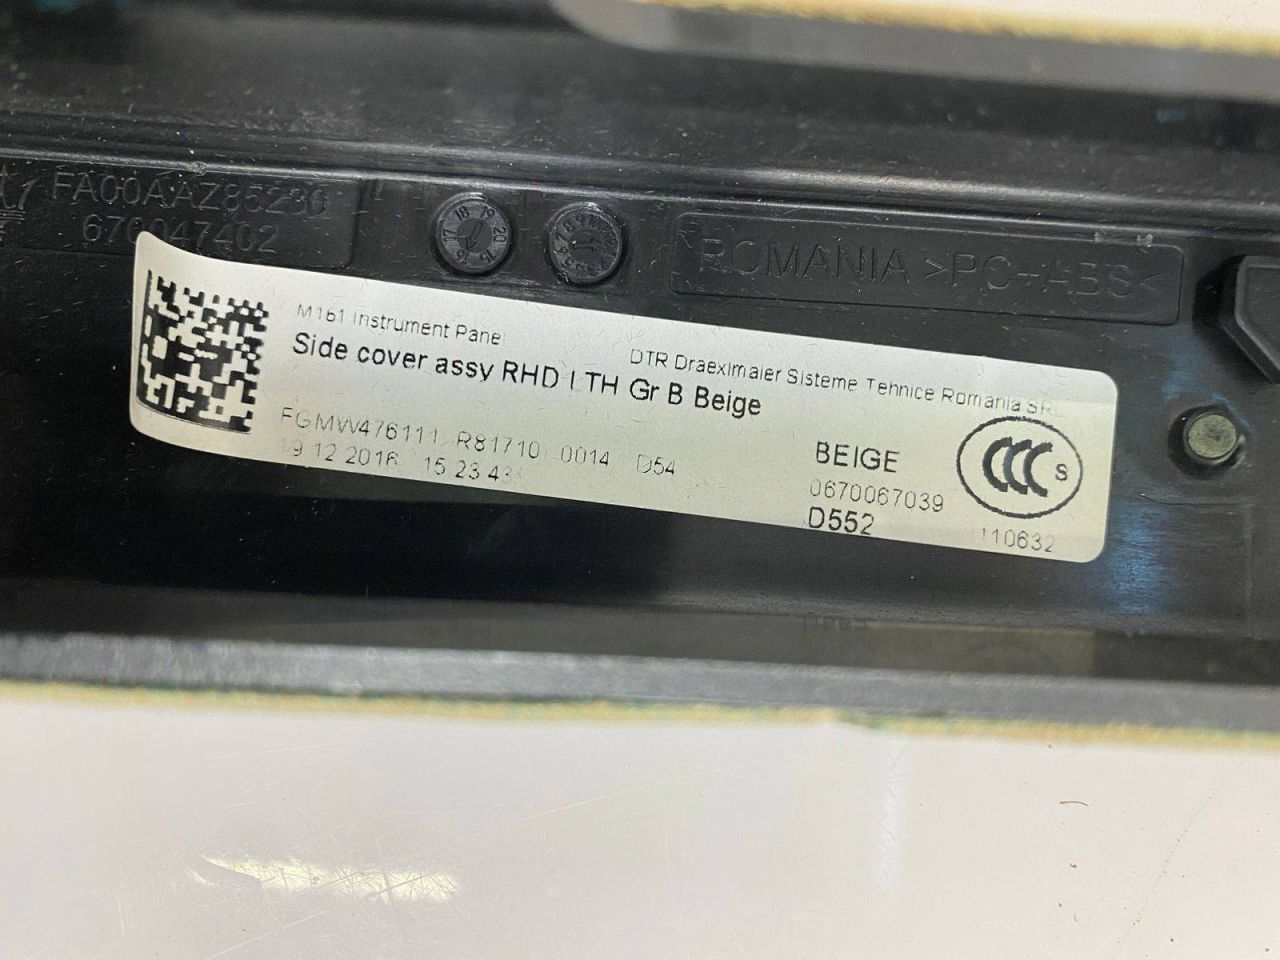 FA00AAZ85230
670047402
ROMANIA >PC+ABS<
M161 Instrument Panel
DTR Draexlmaier Sisteme Tehnice Romania SRL
Side cover assy RHD LTH Gr B Beige
FGMW476111 R81710 0014 D54
19 12 2016 15 23 43
BEIGE
0670067039
D552
CCC S
110632